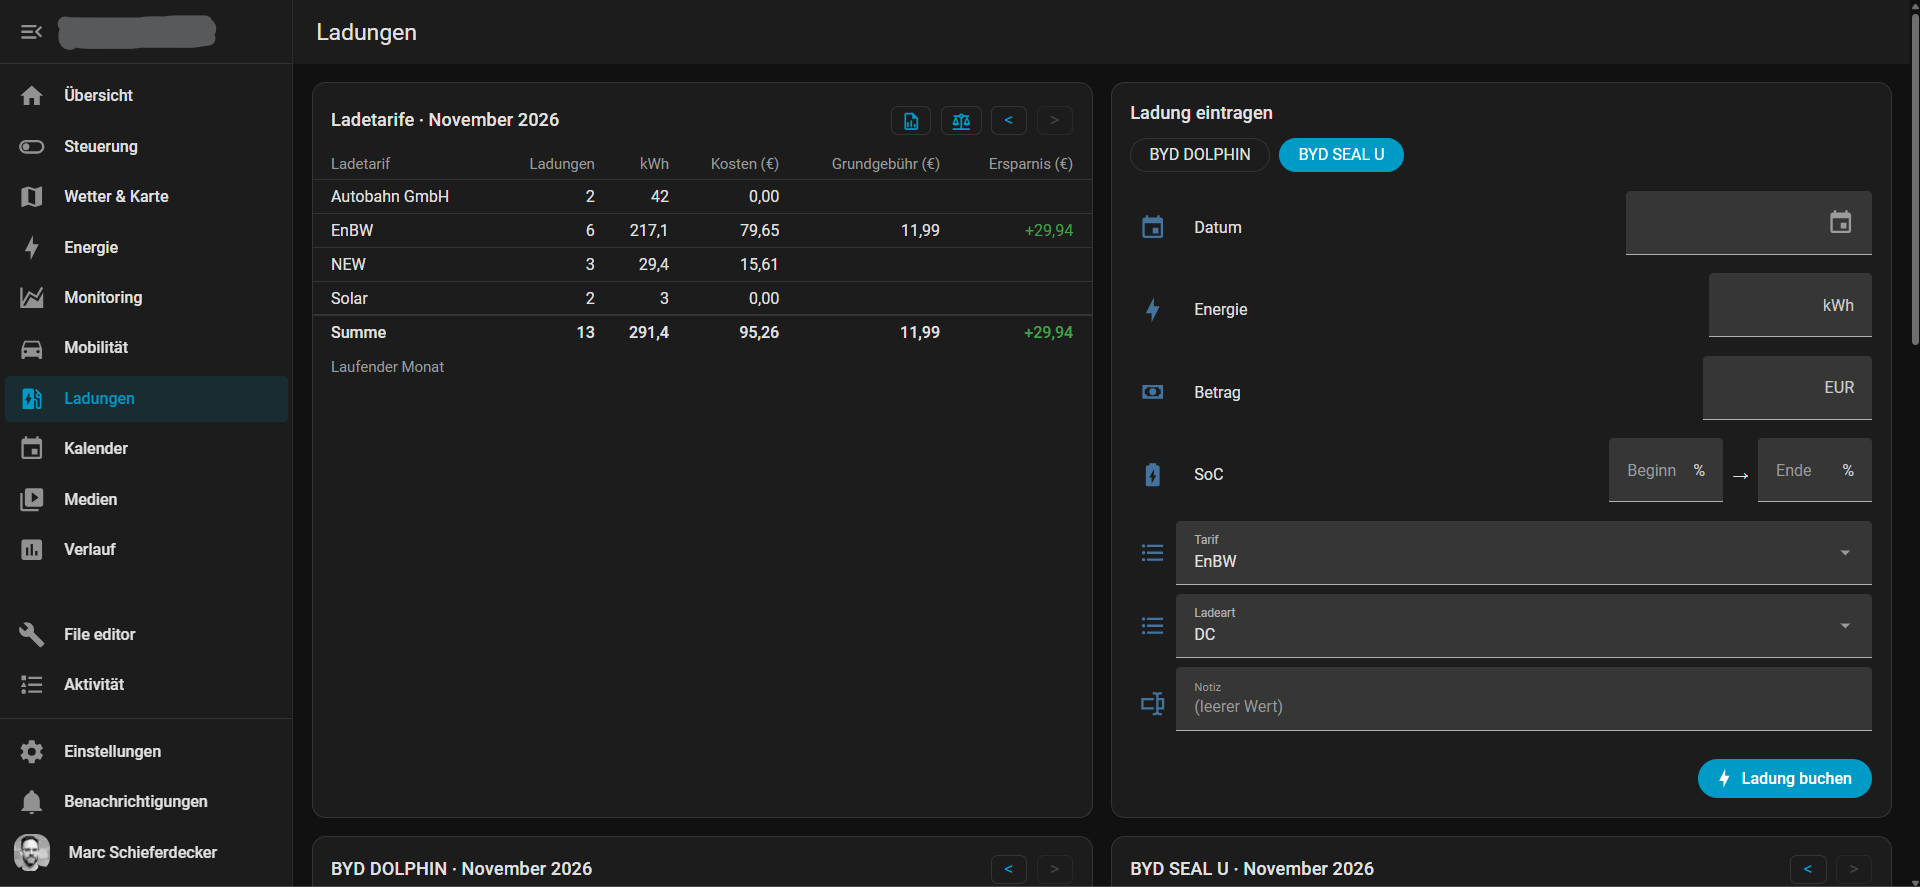 Ladungen
Übersicht
Steuerung
Wetter & Karte
Energie
Monitoring
Mobilität
Ladungen
Kalender
Medien
Verlauf
File editor
Aktivität
Einstellungen
Benachrichtigungen
Marc Schieferdecker
Ladetarife · November 2026 < >
Ladetarif Ladungen kWh Kosten (€) Grundgebühr (€) Ersparnis (€)
Autobahn GmbH 2 42 0,00
EnBW 6 217,1 79,65 11,99 +29,94
NEW 3 29,4 15,61
Solar 2 3 0,00
Summe 13 291,4 95,26 11,99 +29,94
Laufender Monat
Ladung eintragen
BYD DOLPHIN BYD SEAL U
Datum
Energie kWh
Betrag EUR
SoC Beginn % → Ende %
Tarif
EnBW
Ladeart
DC
Notiz
(leerer Wert)
Ladung buchen
BYD DOLPHIN · November 2026 < >
BYD SEAL U · November 2026 < >